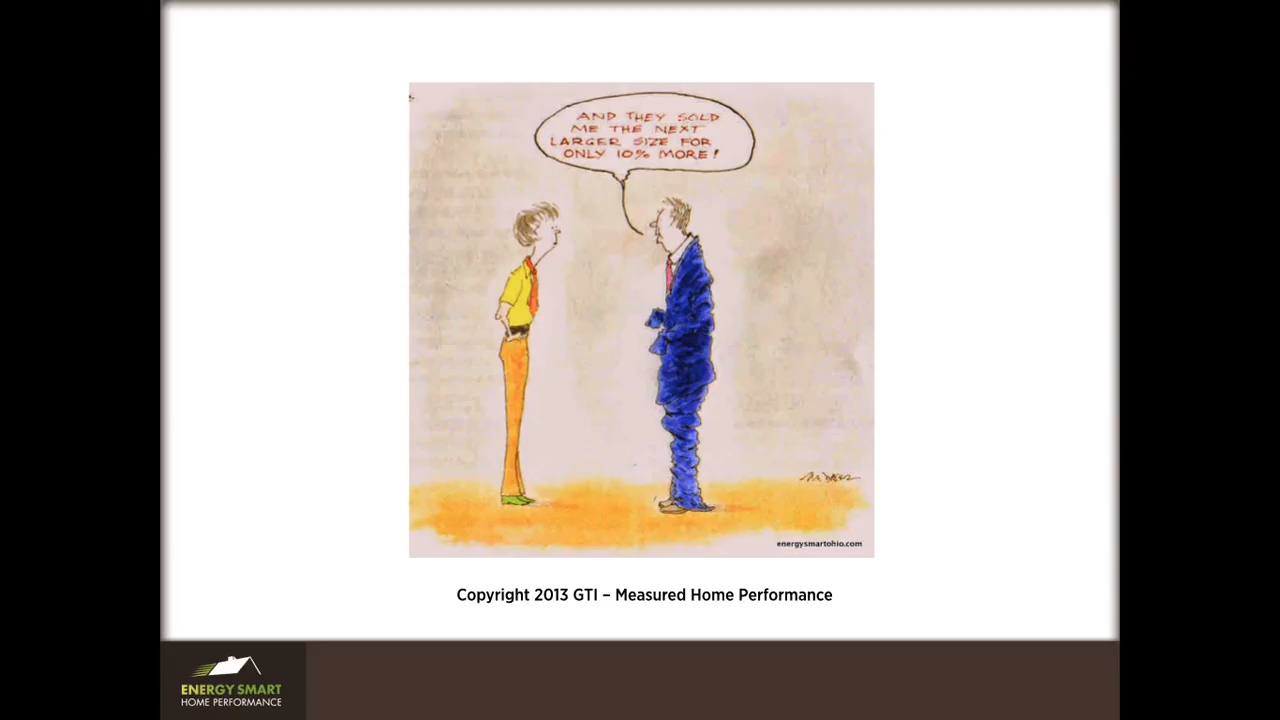 AND THEY SOLD
ME THE NEXT
LARGER SIZE FOR
ONLY 10% MORE!
energysmartohio.com
Copyright 2013 GTI – Measured Home Performance
ENERGY SMART
HOME PERFORMANCE